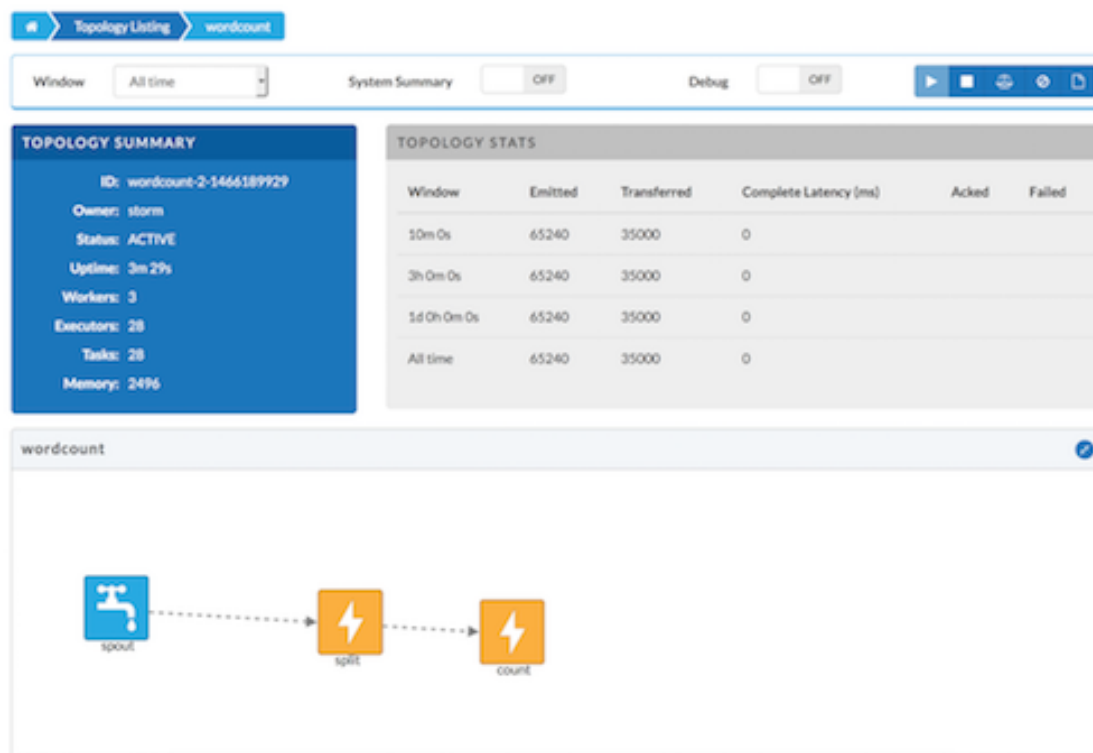 Topology Listing wordcount
Window All time System Summary OFF Debug OFF
TOPOLOGY SUMMARY
ID: wordcount-2-1466189929
Owner: storm
Status: ACTIVE
Uptime: 3m 29s
Workers: 3
Executors: 28
Tasks: 28
Memory: 2496
TOPOLOGY STATS
Window Emitted Transferred Complete Latency (ms) Acked Failed
10m 0s 65240 35000 0
3h 0m 0s 65240 35000 0
1d 0h 0m 0s 65240 35000 0
All time 65240 35000 0
wordcount
spout
split
count